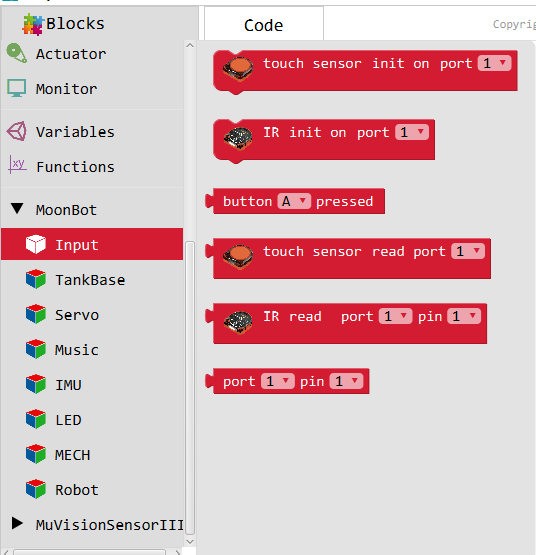 Blocks
Code
Copyrig
Actuator
Monitor
Variables
xy
Functions
MoonBot
Input
TankBase
Servo
Music
IMU
LED
MECH
Robot
MuVisionSensorIII
touch sensor init on port 1
IR init on port 1
button A pressed
touch sensor read port 1
IR read port 1 pin 1
port 1 pin 1